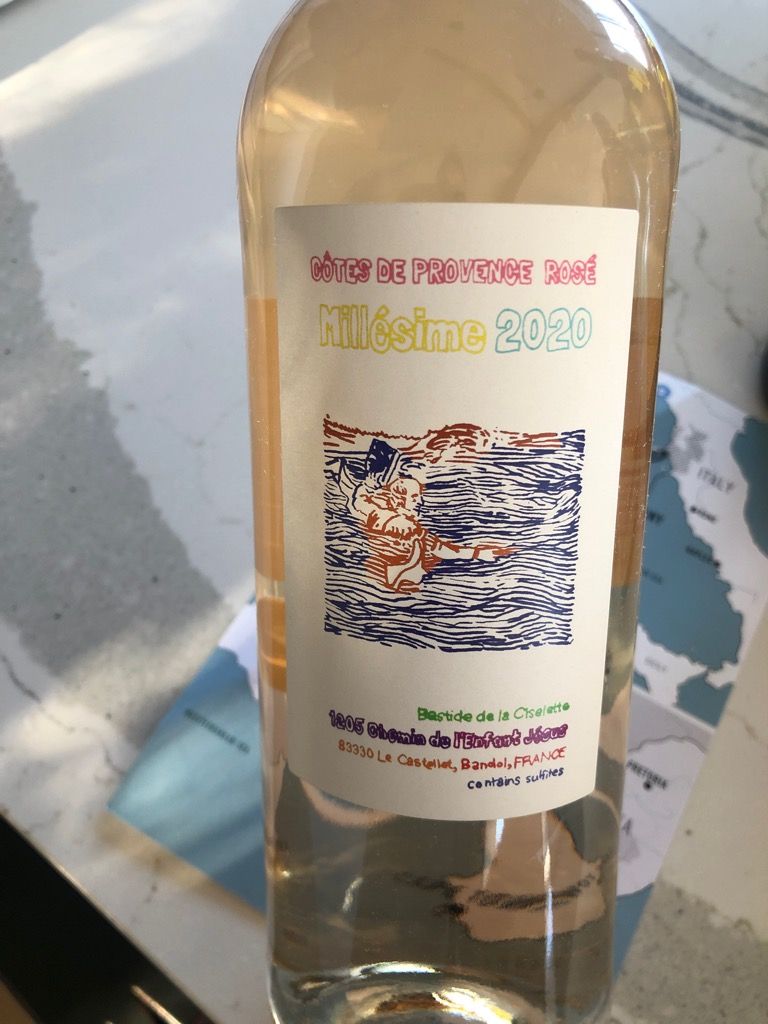 CÔTES DE PROVENCE ROSÉ
Millésime 2020
Bastide de la Ciselette
1205 Chemin de l'Enfant Jésus
83330 Le Castellet, Bandol, FRANCE
contains sulfites
ITALY
PRETORIA